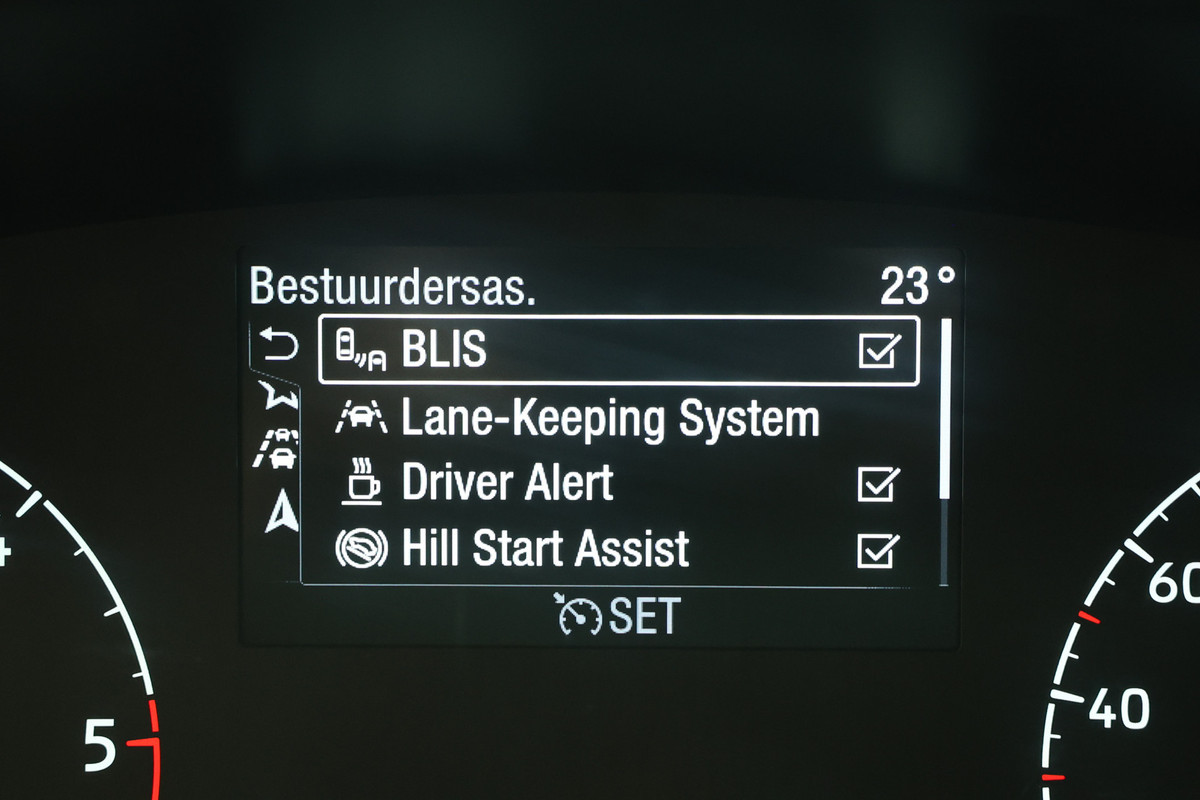 Bestuurdersas. 23°
BLIS
Lane-Keeping System
Driver Alert
Hill Start Assist
SET
5
60
40